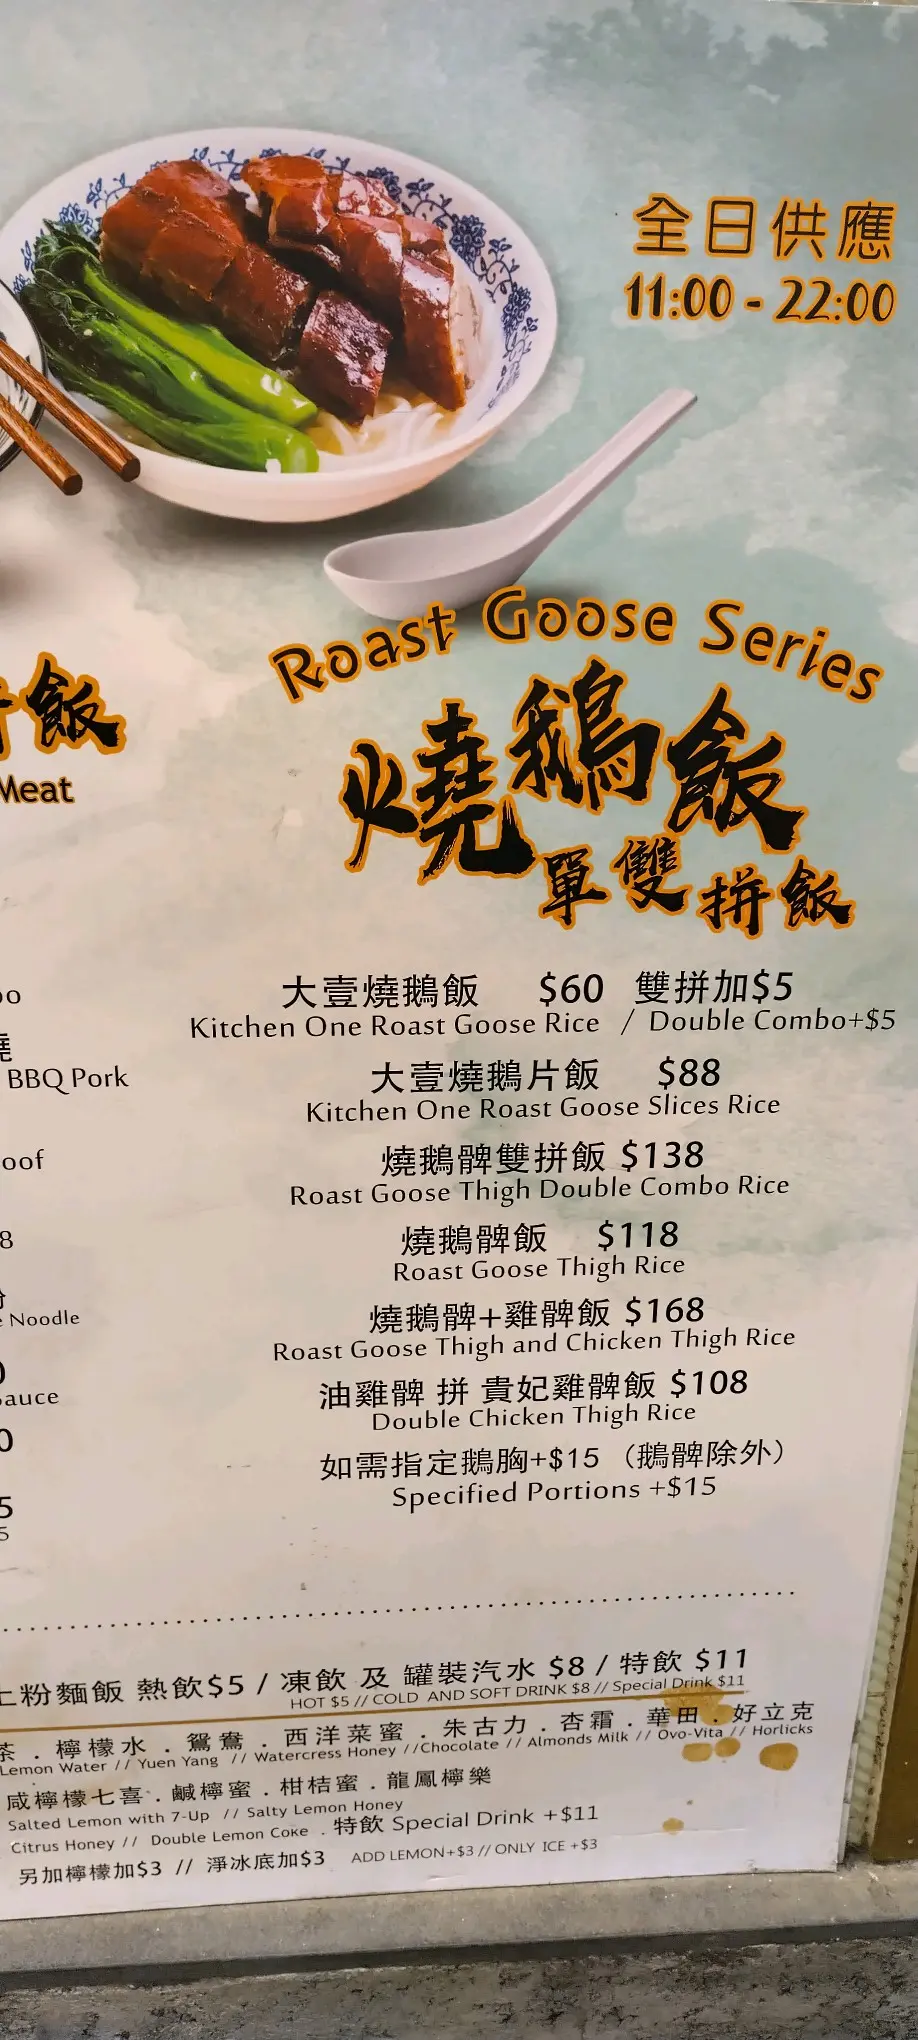 全日供應
11:00 - 22:00
Roast Goose Series
燒鵝飯
單雙拼飯
飯
Meat
BBQ Pork
Noodle
大壹燒鵝飯 $60 雙拼加$5
Kitchen One Roast Goose Rice / Double Combo+$5
大壹燒鵝片飯 $88
Kitchen One Roast Goose Slices Rice
燒鵝髀雙拼飯 $138
Roast Goose Thigh Double Combo Rice
燒鵝髀飯 $118
Roast Goose Thigh Rice
燒鵝髀+雞髀飯 $168
Roast Goose Thigh and Chicken Thigh Rice
油雞髀 拼 貴妃雞髀飯 $108
Double Chicken Thigh Rice
如需指定鵝胸+$15 （鵝髀除外）
Specified Portions +$15
粉麵飯 熱飲$5 / 凍飲 及 罐裝汽水 $8 / 特飲 $11
HOT $5 // COLD AND SOFT DRINK $8 // Special Drink $11
茶 . 檸檬水 . 鴛鴦 . 西洋菜蜜 . 朱古力 . 杏霜 . 華田 . 好立克
Lemon Water // Yuen Yang // Watercress Honey // Chocolate // Almonds Milk // Ovo-Vita // Horlicks
咸檸檬七喜 . 鹹檸蜜 . 柑桔蜜 . 龍鳳檸樂
Salted Lemon with 7-Up // Salty Lemon Honey
Citrus Honey // Double Lemon Coke . 特飲 Special Drink +$11
另加檸檬加$3 // 淨冰底加$3 ADD LEMON+$3 // ONLY ICE +$3